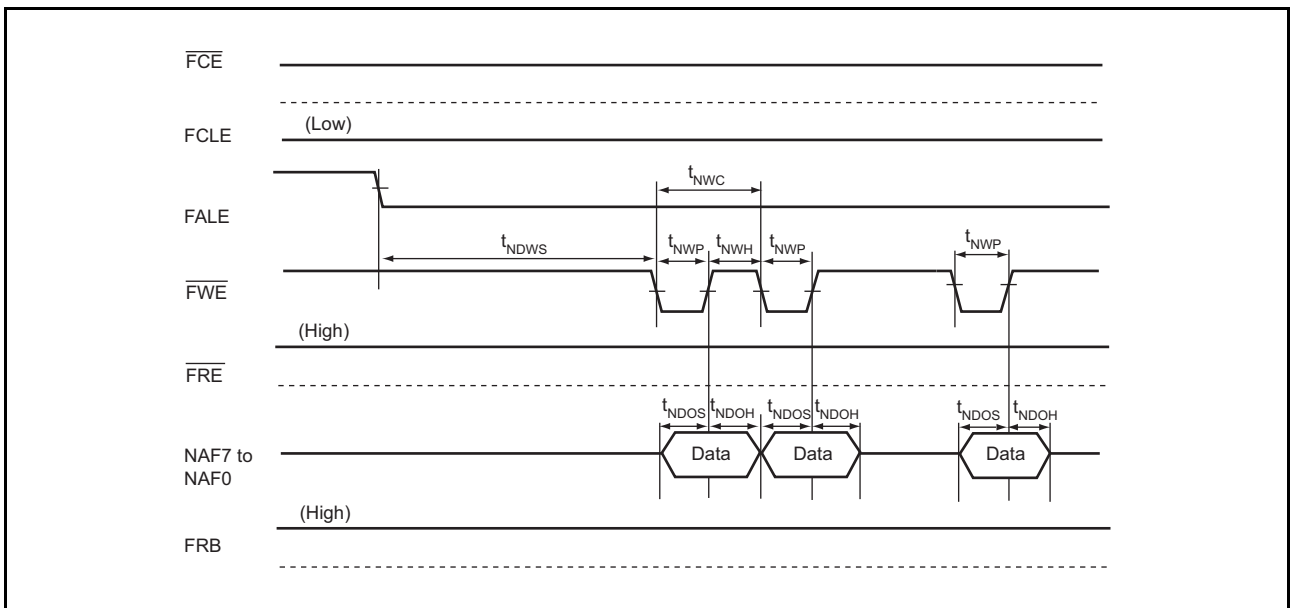 FCE
(Low)
FCLE
tNWC
FALE
tNDWS
tNWP tNWH tNWP
tNWP
FWE
(High)
FRE
tNDOS tNDOH tNDOS tNDOH
tNDOS tNDOH
NAF7 to
NAF0
Data
Data
Data
(High)
FRB